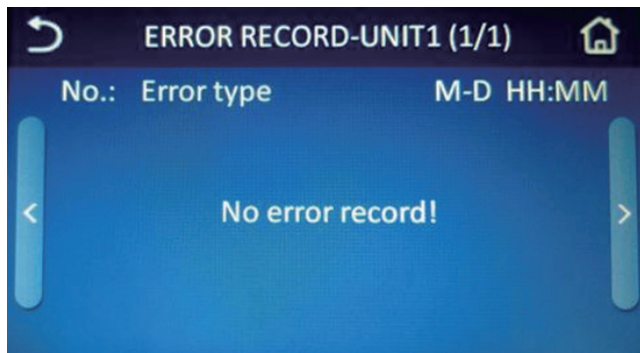 ERROR RECORD-UNIT1 (1/1)
No.: Error type M-D HH:MM
< No error record! >